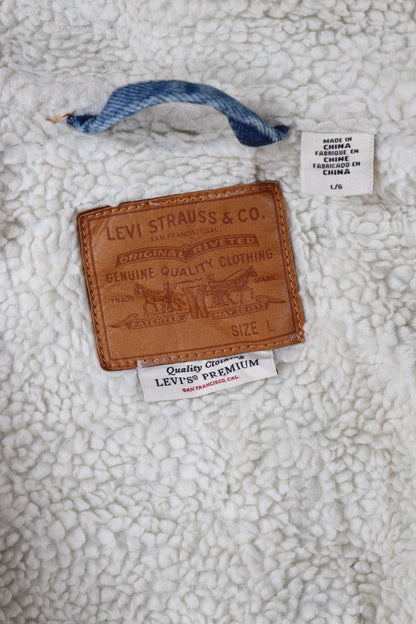 MADE IN
CHINA
FABRIQUE EN
CHINE
FABRICADO EN
CHINA
L/G
LEVI STRAUSS & CO.
SAN FRANCISCO, CAL.
ORIGINAL RIVETED
GENUINE QUALITY CLOTHING
TRADE MARK
PATENTED MAY 20 1873
SIZE L
Quality Clothing
LEVI'S® PREMIUM
SAN FRANCISCO, CAL.